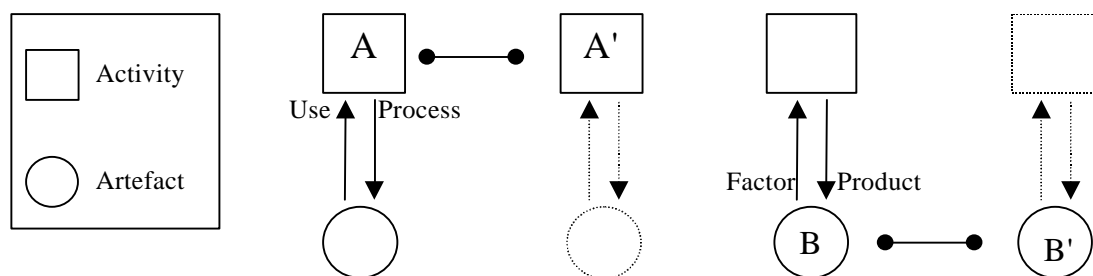 Activity
Artefact
A
A'
Use
Process
Factor
Product
B
B'